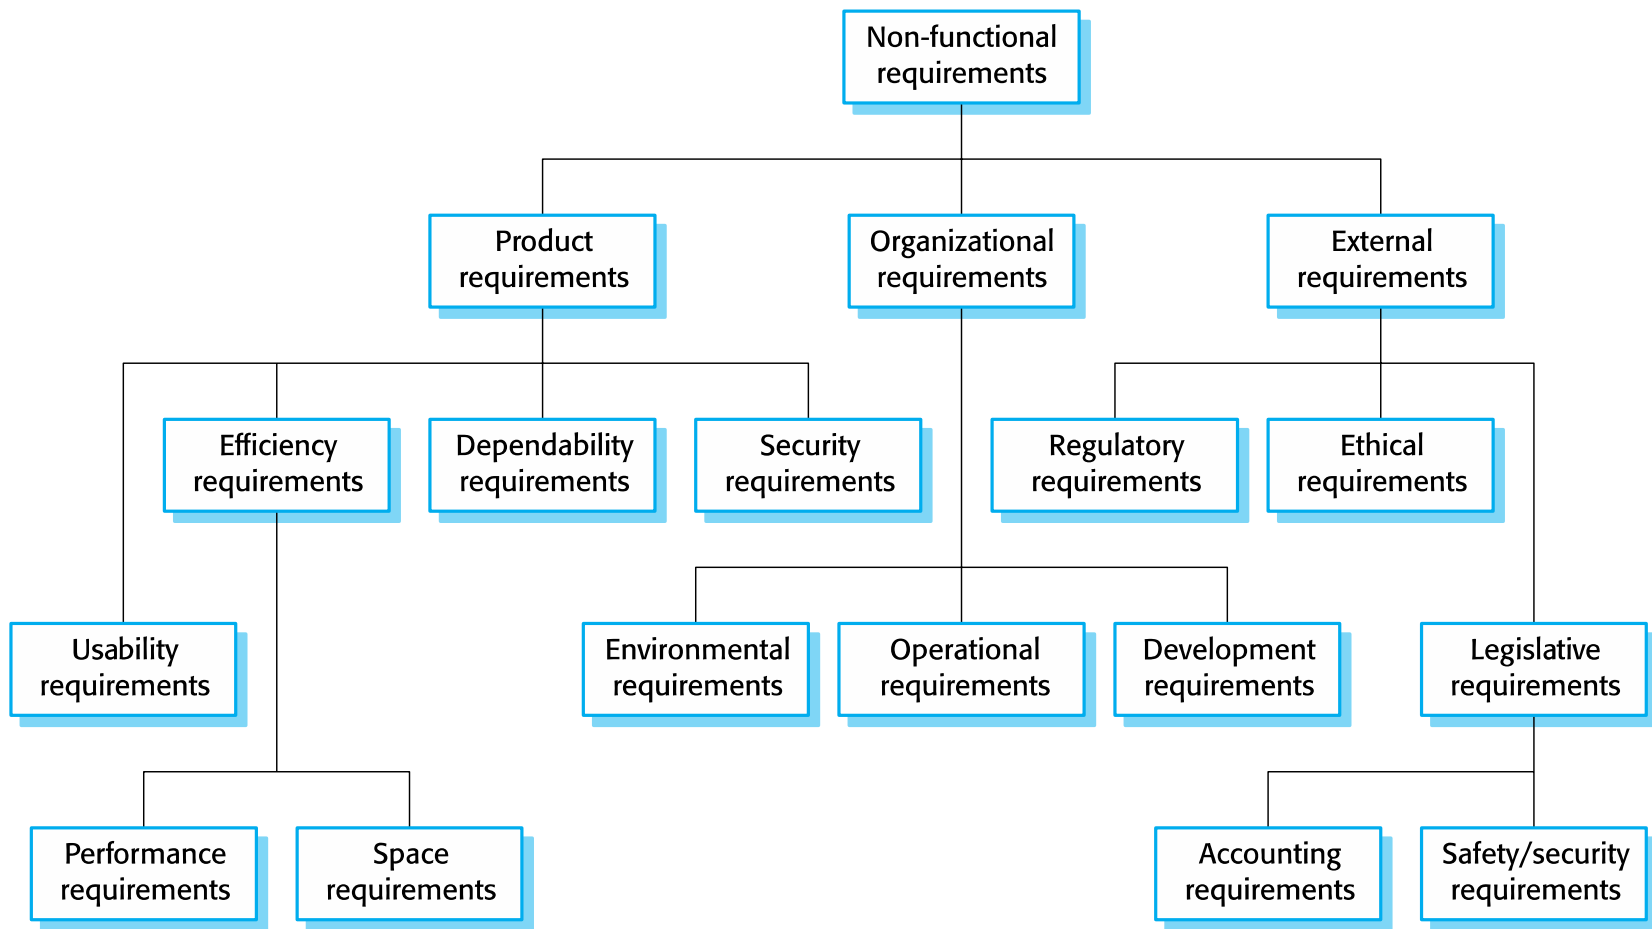 Non-functional
requirements
Product
requirements
Organizational
requirements
External
requirements
Efficiency
requirements
Dependability
requirements
Security
requirements
Regulatory
requirements
Ethical
requirements
Usability
requirements
Environmental
requirements
Operational
requirements
Development
requirements
Legislative
requirements
Performance
requirements
Space
requirements
Accounting
requirements
Safety/security
requirements